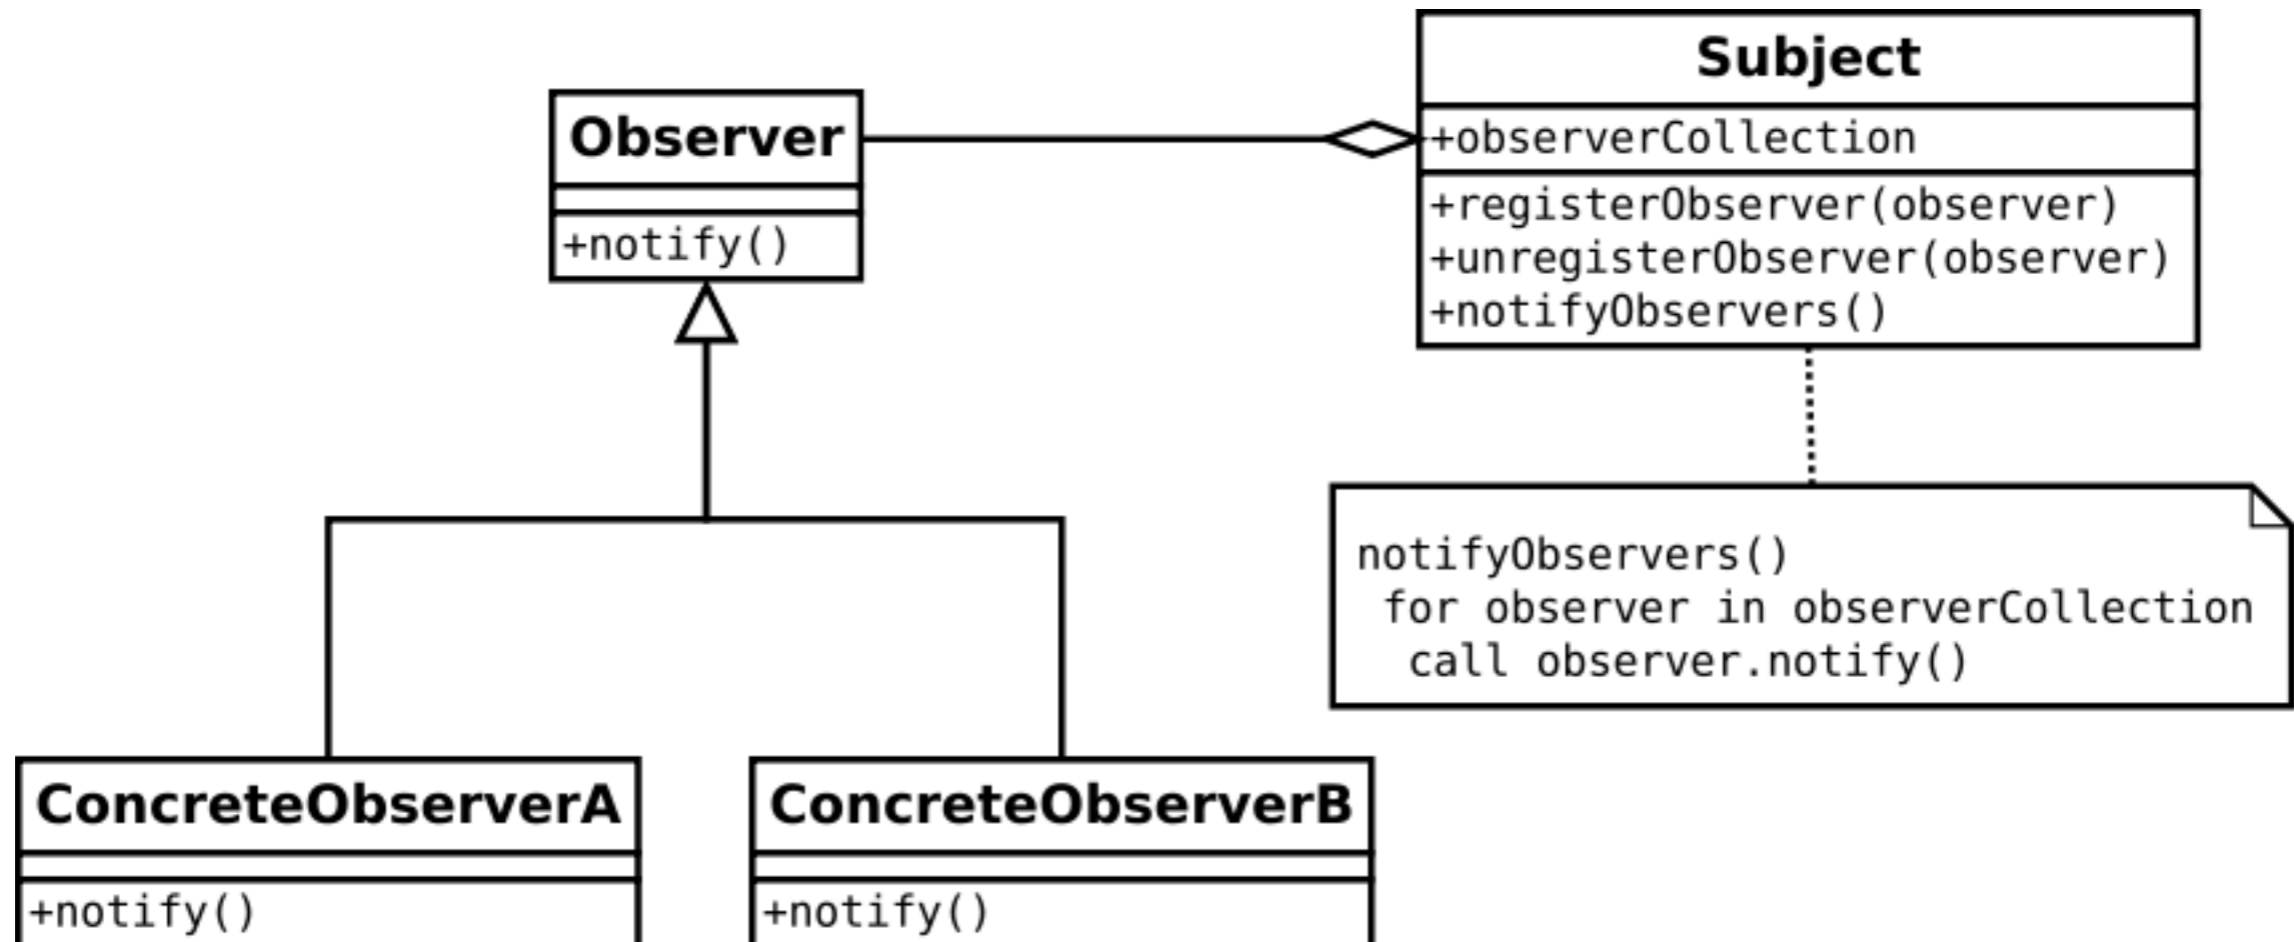 Subject
+observerCollection
+registerObserver(observer)
+unregisterObserver(observer)
+notifyObservers()
Observer
+notify()
notifyObservers()
for observer in observerCollection
call observer.notify()
ConcreteObserverA
+notify()
ConcreteObserverB
+notify()